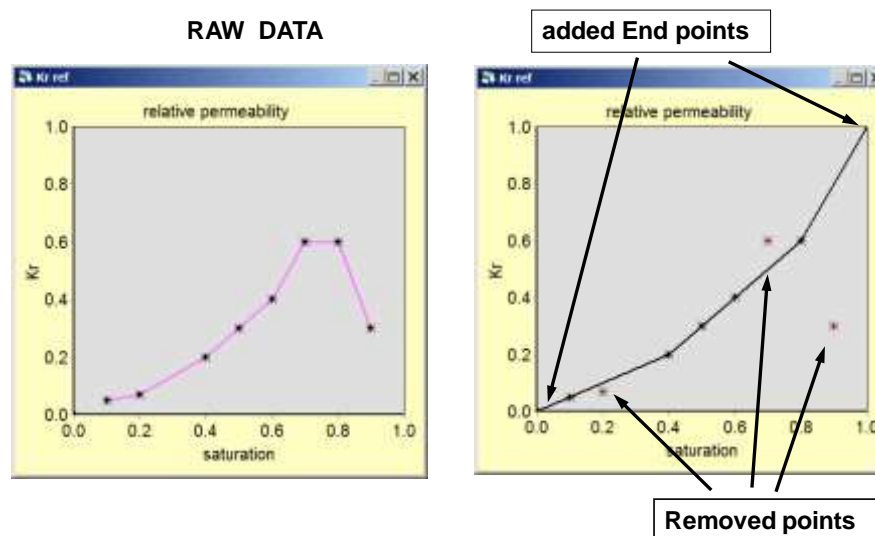 RAW DATA
added End points
Kr ref
relative permeability
1.0
0.8
0.6
0.4
0.2
0.0
Kr
0.0 0.2 0.4 0.6 0.8 1.0
saturation
Kr ref
relative permeability
1.0
0.8
0.6
0.4
0.2
0.0
Kr
0.0 0.2 0.4 0.6 0.8 1.0
saturation
Removed points